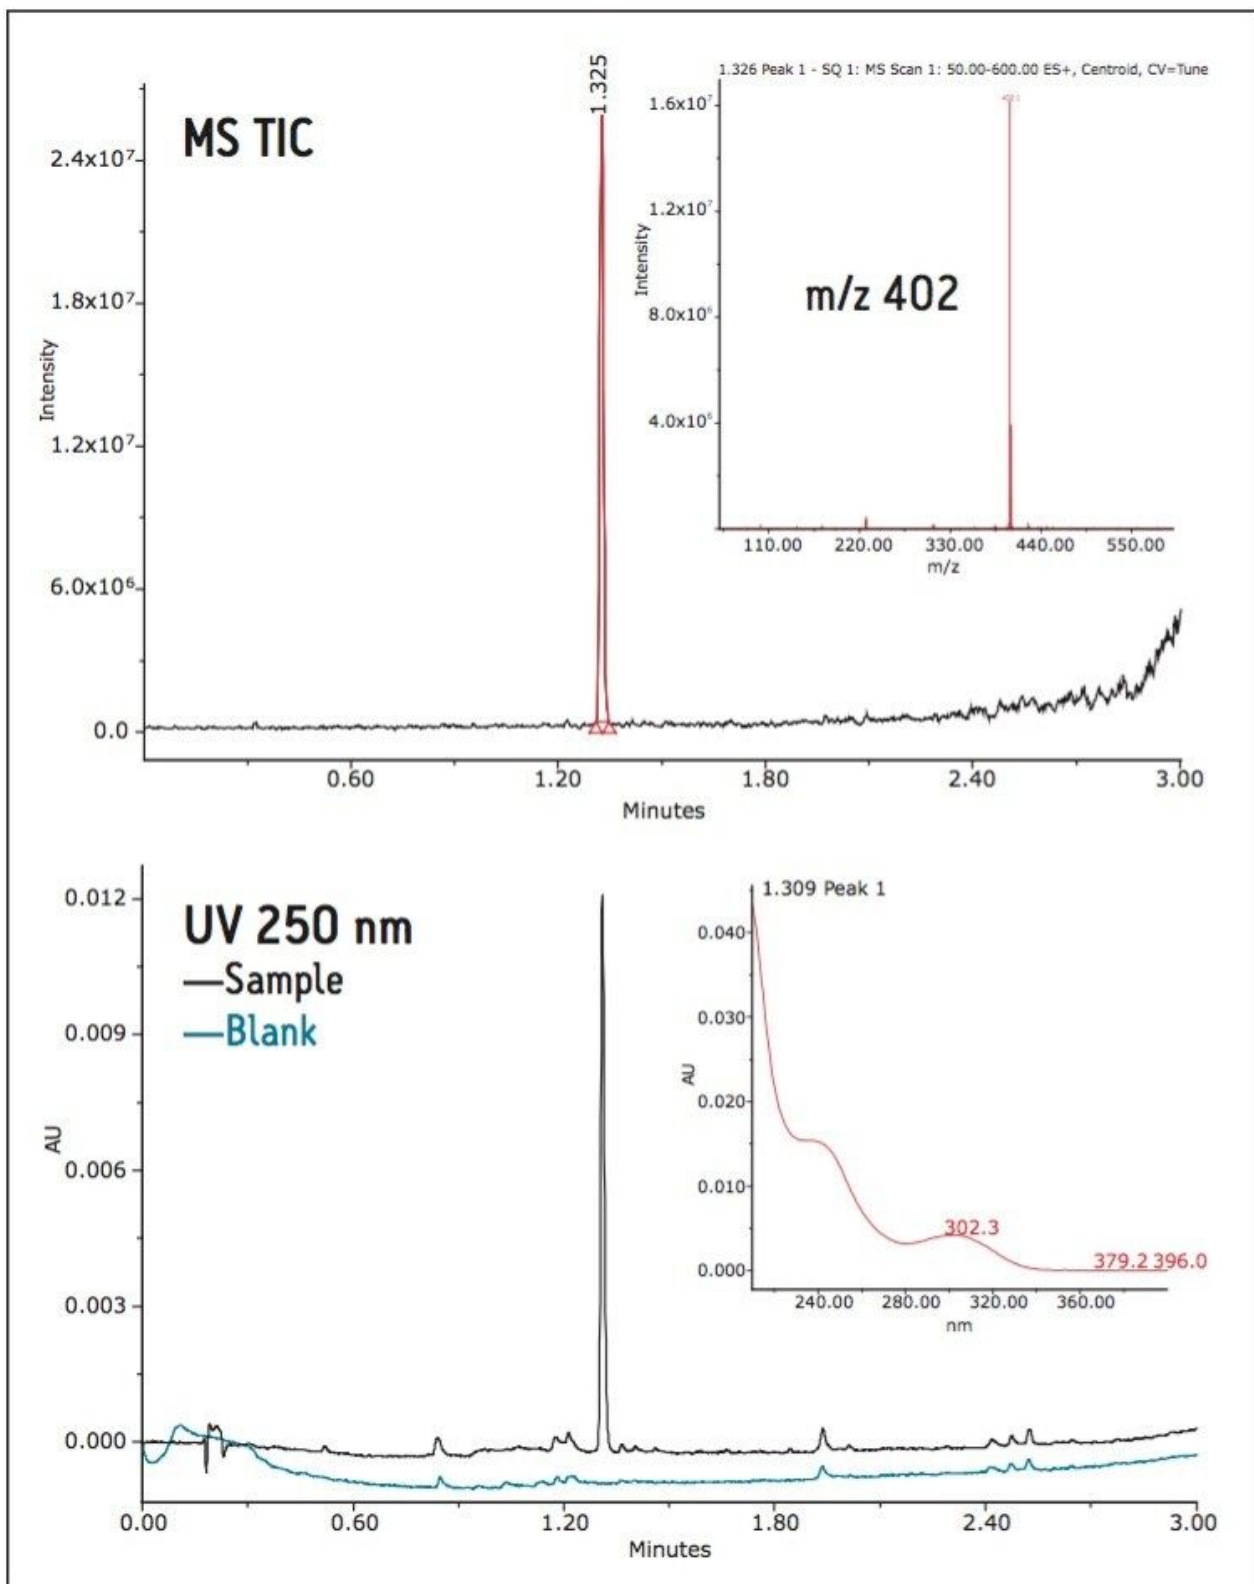 1.325
1.326 Peak 1 - SQ 1: MS Scan 1: 50.00-600.00 ES+, Centroid, CV=Tune
MS TIC
2.4x10⁷
1.8x10⁷
1.2x10⁷
6.0x10⁶
0.0
Intensity
0.60
1.20
1.80
2.40
3.00
Minutes
1.6x10⁷
1.2x10⁷
8.0x10⁶
4.0x10⁶
Intensity
m/z 402
110.00
220.00
330.00
440.00
550.00
m/z
UV 250 nm
Sample
Blank
0.012
0.009
0.006
0.003
0.000
AU
0.00
0.60
1.20
1.80
2.40
3.00
Minutes
1.309 Peak 1
0.040
0.030
0.020
0.010
0.000
AU
302.3
379.2 396.0
240.00
280.00
320.00
360.00
nm